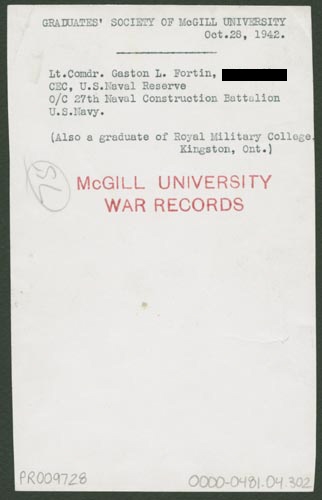 GRADUATES' SOCIETY OF McGILL UNIVERSITY
Oct.28, 1942.
Lt.Comdr. Gaston L. Fortin,
CEC, U.S.Naval Reserve
O/C 27th Naval Construction Battalion
U.S.Navy.
(Also a graduate of Royal Military College,
Kingston, Ont.)
McGILL UNIVERSITY
WAR RECORDS
PR009728
0000-0481.04.302